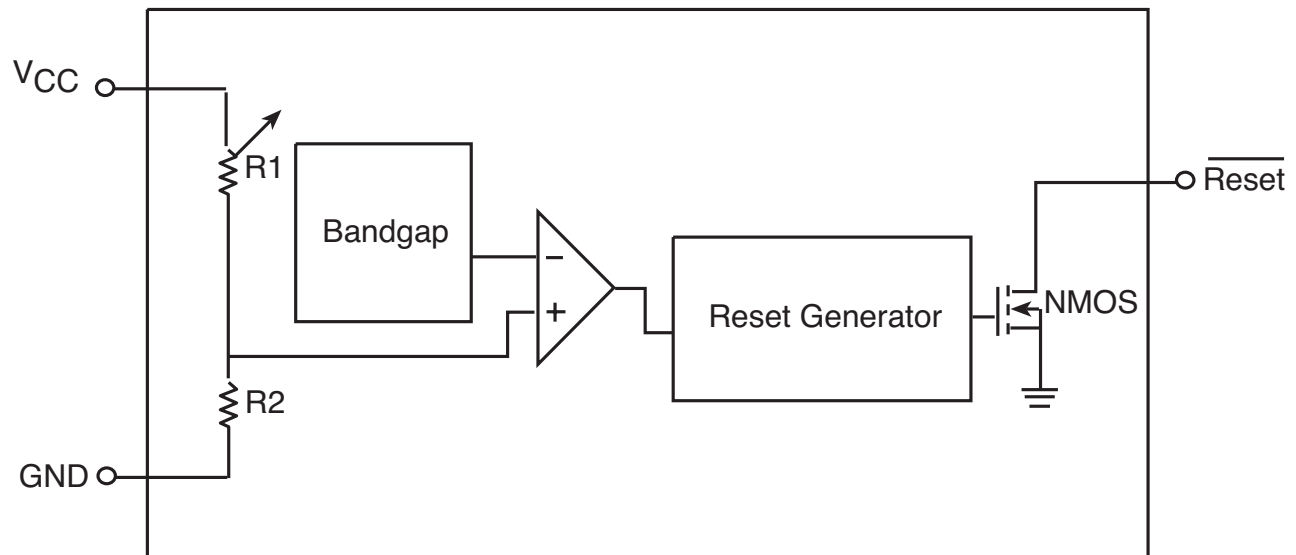 VCC
R1
Bandgap
−
+
R2
GND
Reset Generator
NMOS
Reset